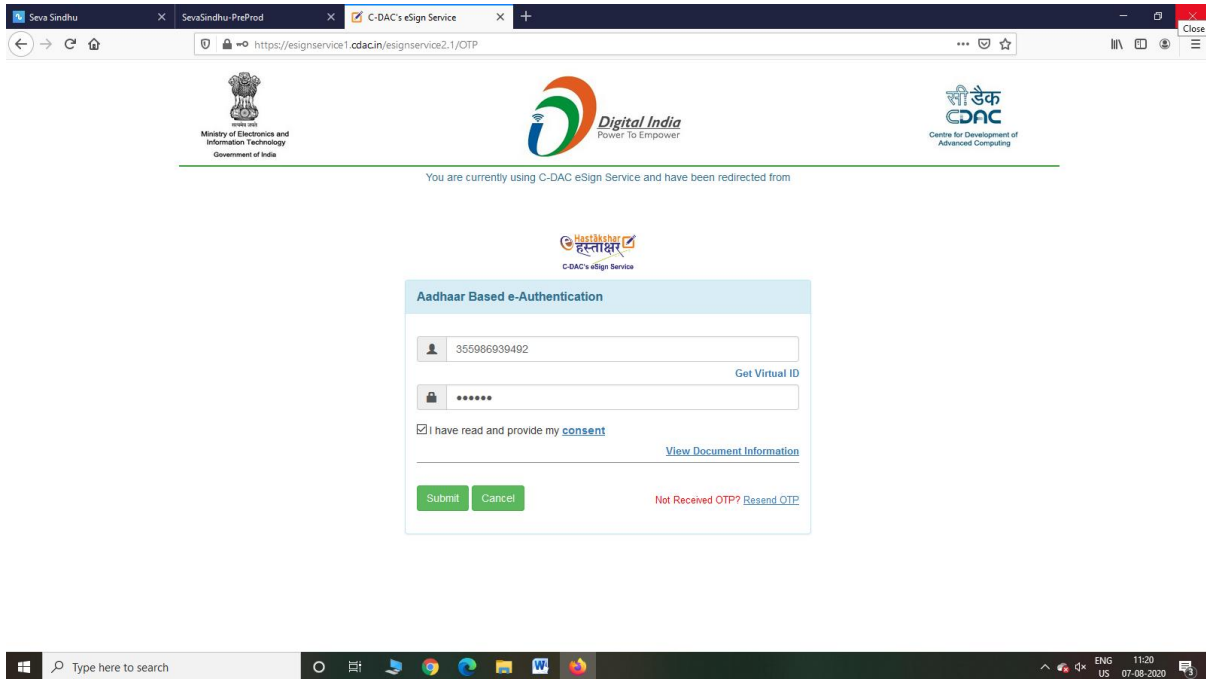 Seva Sindhu
SevaSindhu-PreProd
C-DAC's eSign Service
Close
https://esignservice1.cdac.in/esignservice2.1/OTP
Ministry of Electronics and
Information Technology
Government of India
Digital India
Power To Empower
सी डैक
CDAC
Centre for Development of
Advanced Computing
You are currently using C-DAC eSign Service and have been redirected from
Hastākshar
हस्ताक्षर
C-DAC's eSign Service
Aadhaar Based e-Authentication
355986939492
Get Virtual ID
••••••
I have read and provide my consent
View Document Information
Submit Cancel Not Received OTP? Resend OTP
Type here to search
ENG 11:20
US 07-08-2020
3